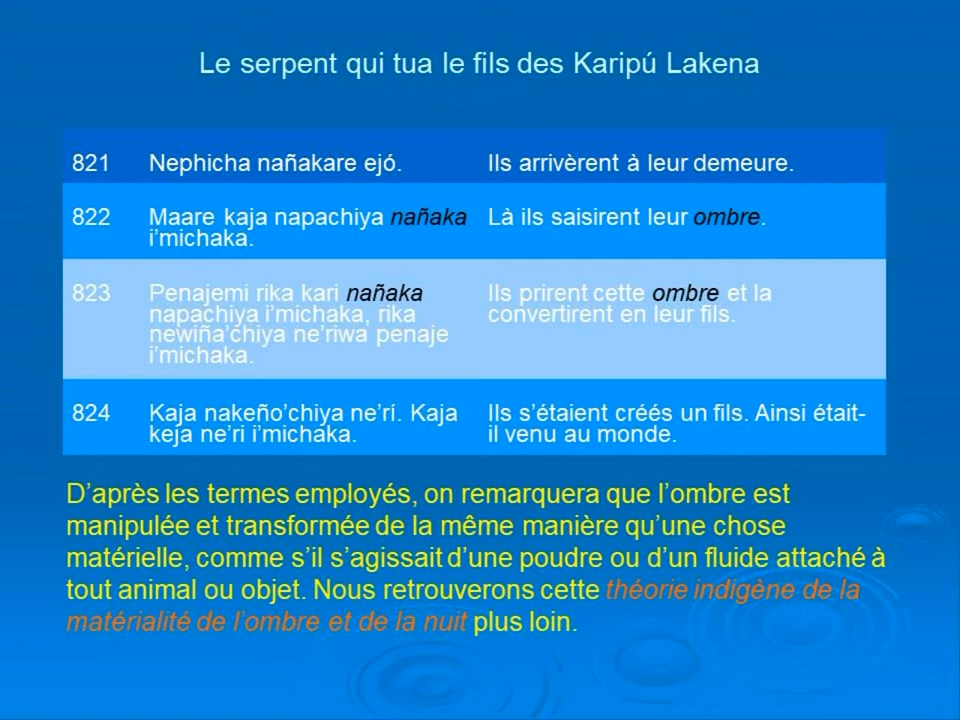 Le serpent qui tua le fils des Karipú Lakena
821 Nephicha nañakare ejó. Ils arrivèrent à leur demeure.
822 Maare kaja napachiya nañaka Là ils saisirent leur ombre.
i’michaka.
823 Penajemi rika kari nañaka Ils prirent cette ombre et la
napachiya i’michaka, rika convertirent en leur fils.
newiña’chiya ne’riwa penaje
i’michaka.
824 Kaja nakeño’chiya ne’rí. Kaja Ils s’étaient créés un fils. Ainsi était-
keja ne’ri i’michaka. il venu au monde.
D’après les termes employés, on remarquera que l’ombre est
manipulée et transformée de la même manière qu’une chose
matérielle, comme s’il s’agissait d’une poudre ou d’un fluide attaché à
tout animal ou objet. Nous retrouverons cette théorie indigène de la
matérialité de l’ombre et de la nuit plus loin.